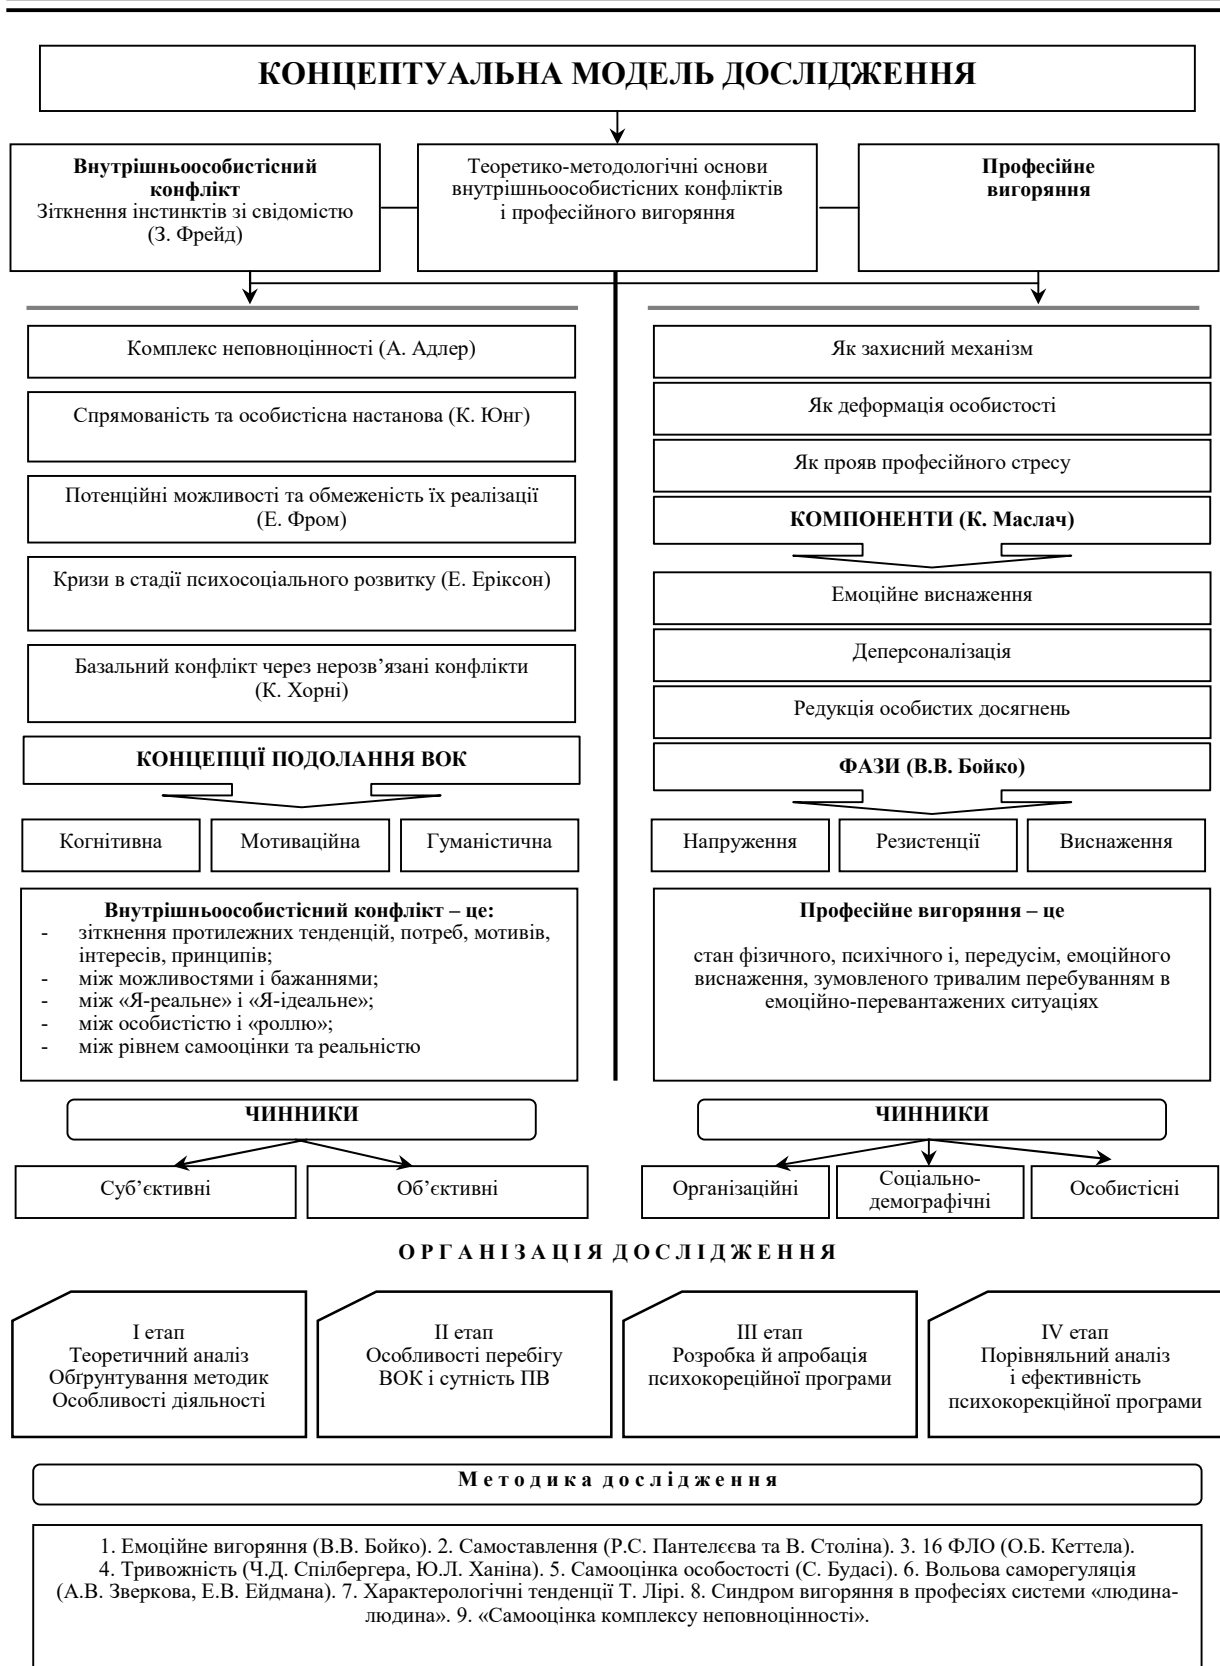 КОНЦЕПТУАЛЬНА МОДЕЛЬ ДОСЛІДЖЕННЯ
Внутрішньоособистісний
конфлікт
Зіткнення інстинктів зі свідомістю
(З. Фрейд)
Теоретико-методологічні основи
внутрішньоособистісних конфліктів
і професійного вигоряння
Професійне
вигоряння
Комплекс неповноцінності (А. Адлер)
Спрямованість та особистісна настанова (К. Юнг)
Потенційні можливості та обмеженість їх реалізації
(Е. Фром)
Кризи в стадії психосоціального розвитку (Е. Еріксон)
Базальний конфлікт через нерозв’язані конфлікти
(К. Хорні)
КОНЦЕПЦІЇ ПОДОЛАННЯ ВОК
Когнітивна
Мотиваційна
Гуманістична
Внутрішньоособистісний конфлікт – це:
- зіткнення протилежних тенденцій, потреб, мотивів,
інтересів, принципів;
- між можливостями і бажаннями;
- між «Я-реальне» і «Я-ідеальне»;
- між особистістю і «роллю»;
- між рівнем самооцінки та реальністю
ЧИННИКИ
Суб’єктивні
Об’єктивні
Як захисний механізм
Як деформація особистості
Як прояв професійного стресу
КОМПОНЕНТИ (К. Маслач)
Емоційне виснаження
Деперсоналізація
Редукція особистих досягнень
ФАЗИ (В.В. Бойко)
Напруження
Резистенції
Виснаження
Професійне вигоряння – це
стан фізичного, психічного і, передусім, емоційного
виснаження, зумовленого тривалим перебуванням в
емоційно-перевантажених ситуаціях
ЧИННИКИ
Організаційні
Соціально-
демографічні
Особистісні
О Р Г А Н І З А Ц І Я Д О С Л І Д Ж Е Н Н Я
І етап
Теоретичний аналіз
Обґрунтування методик
Особливості діяльності
ІІ етап
Особливості перебігу
ВОК і сутність ПВ
ІІІ етап
Розробка й апробація
психокореційної програми
IV етап
Порівняльний аналіз
і ефективність
психокорекційної програми
М е т о д и к а д о с л і д ж е н н я
1. Емоційне вигоряння (В.В. Бойко). 2. Самоставлення (Р.С. Пантелєєва та В. Століна). 3. 16 ФЛО (О.Б. Кеттела).
4. Тривожність (Ч.Д. Спілбергера, Ю.Л. Ханіна). 5. Самооцінка особостості (С. Будасі). 6. Вольова саморегуляція
(А.В. Зверкова, Е.В. Ейдмана). 7. Характерологічні тенденції Т. Лірі. 8. Синдром вигоряння в професіях системи «людина-
людина». 9. «Самооцінка комплексу неповноцінності».